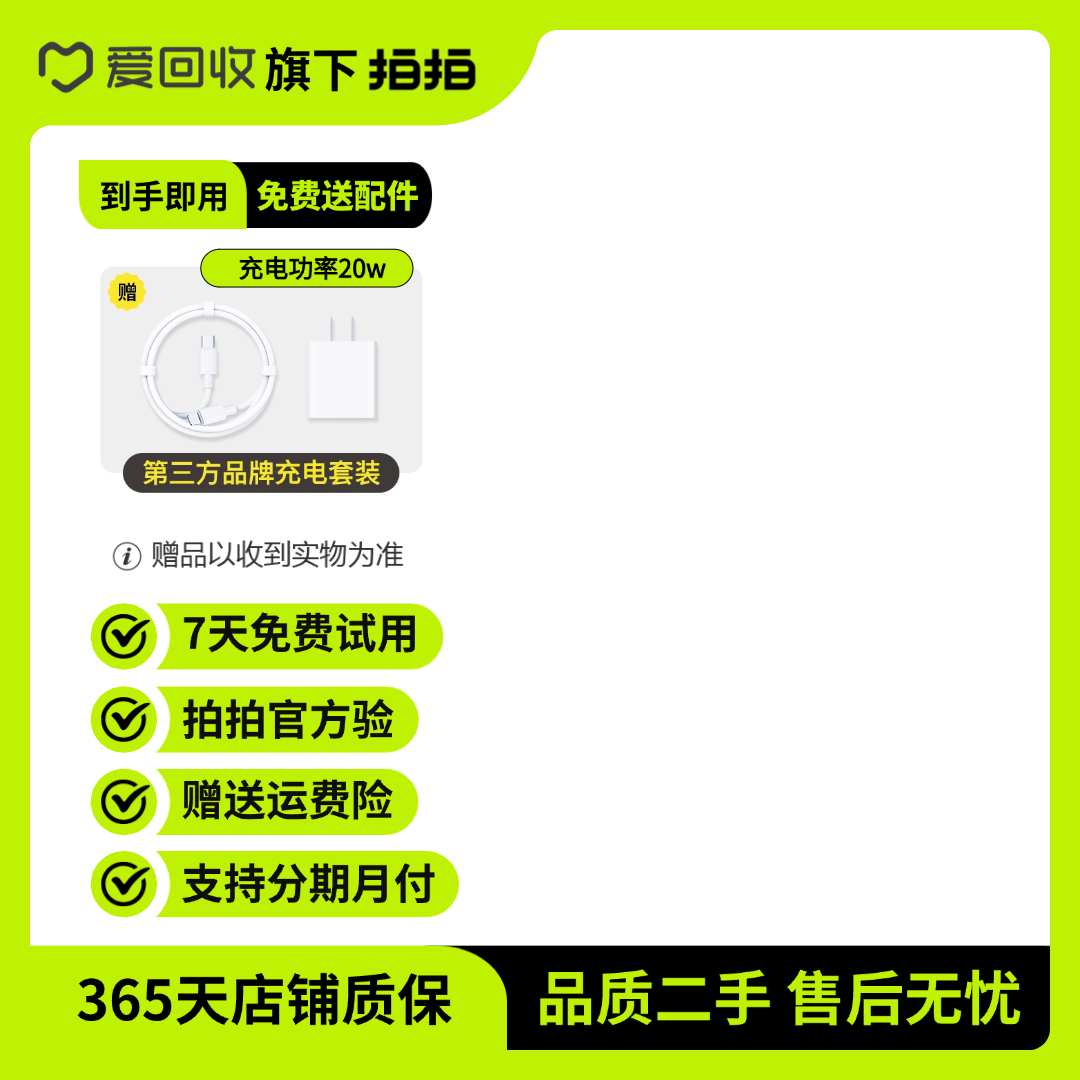 爱回收 旗下 拍拍
到手即用 免费送配件
充电功率20w
赠
第三方品牌充电套装
i 赠品以收到实物为准
7天免费试用
拍拍官方验
赠送运费险
支持分期月付
365天店铺质保
品质二手 售后无忧